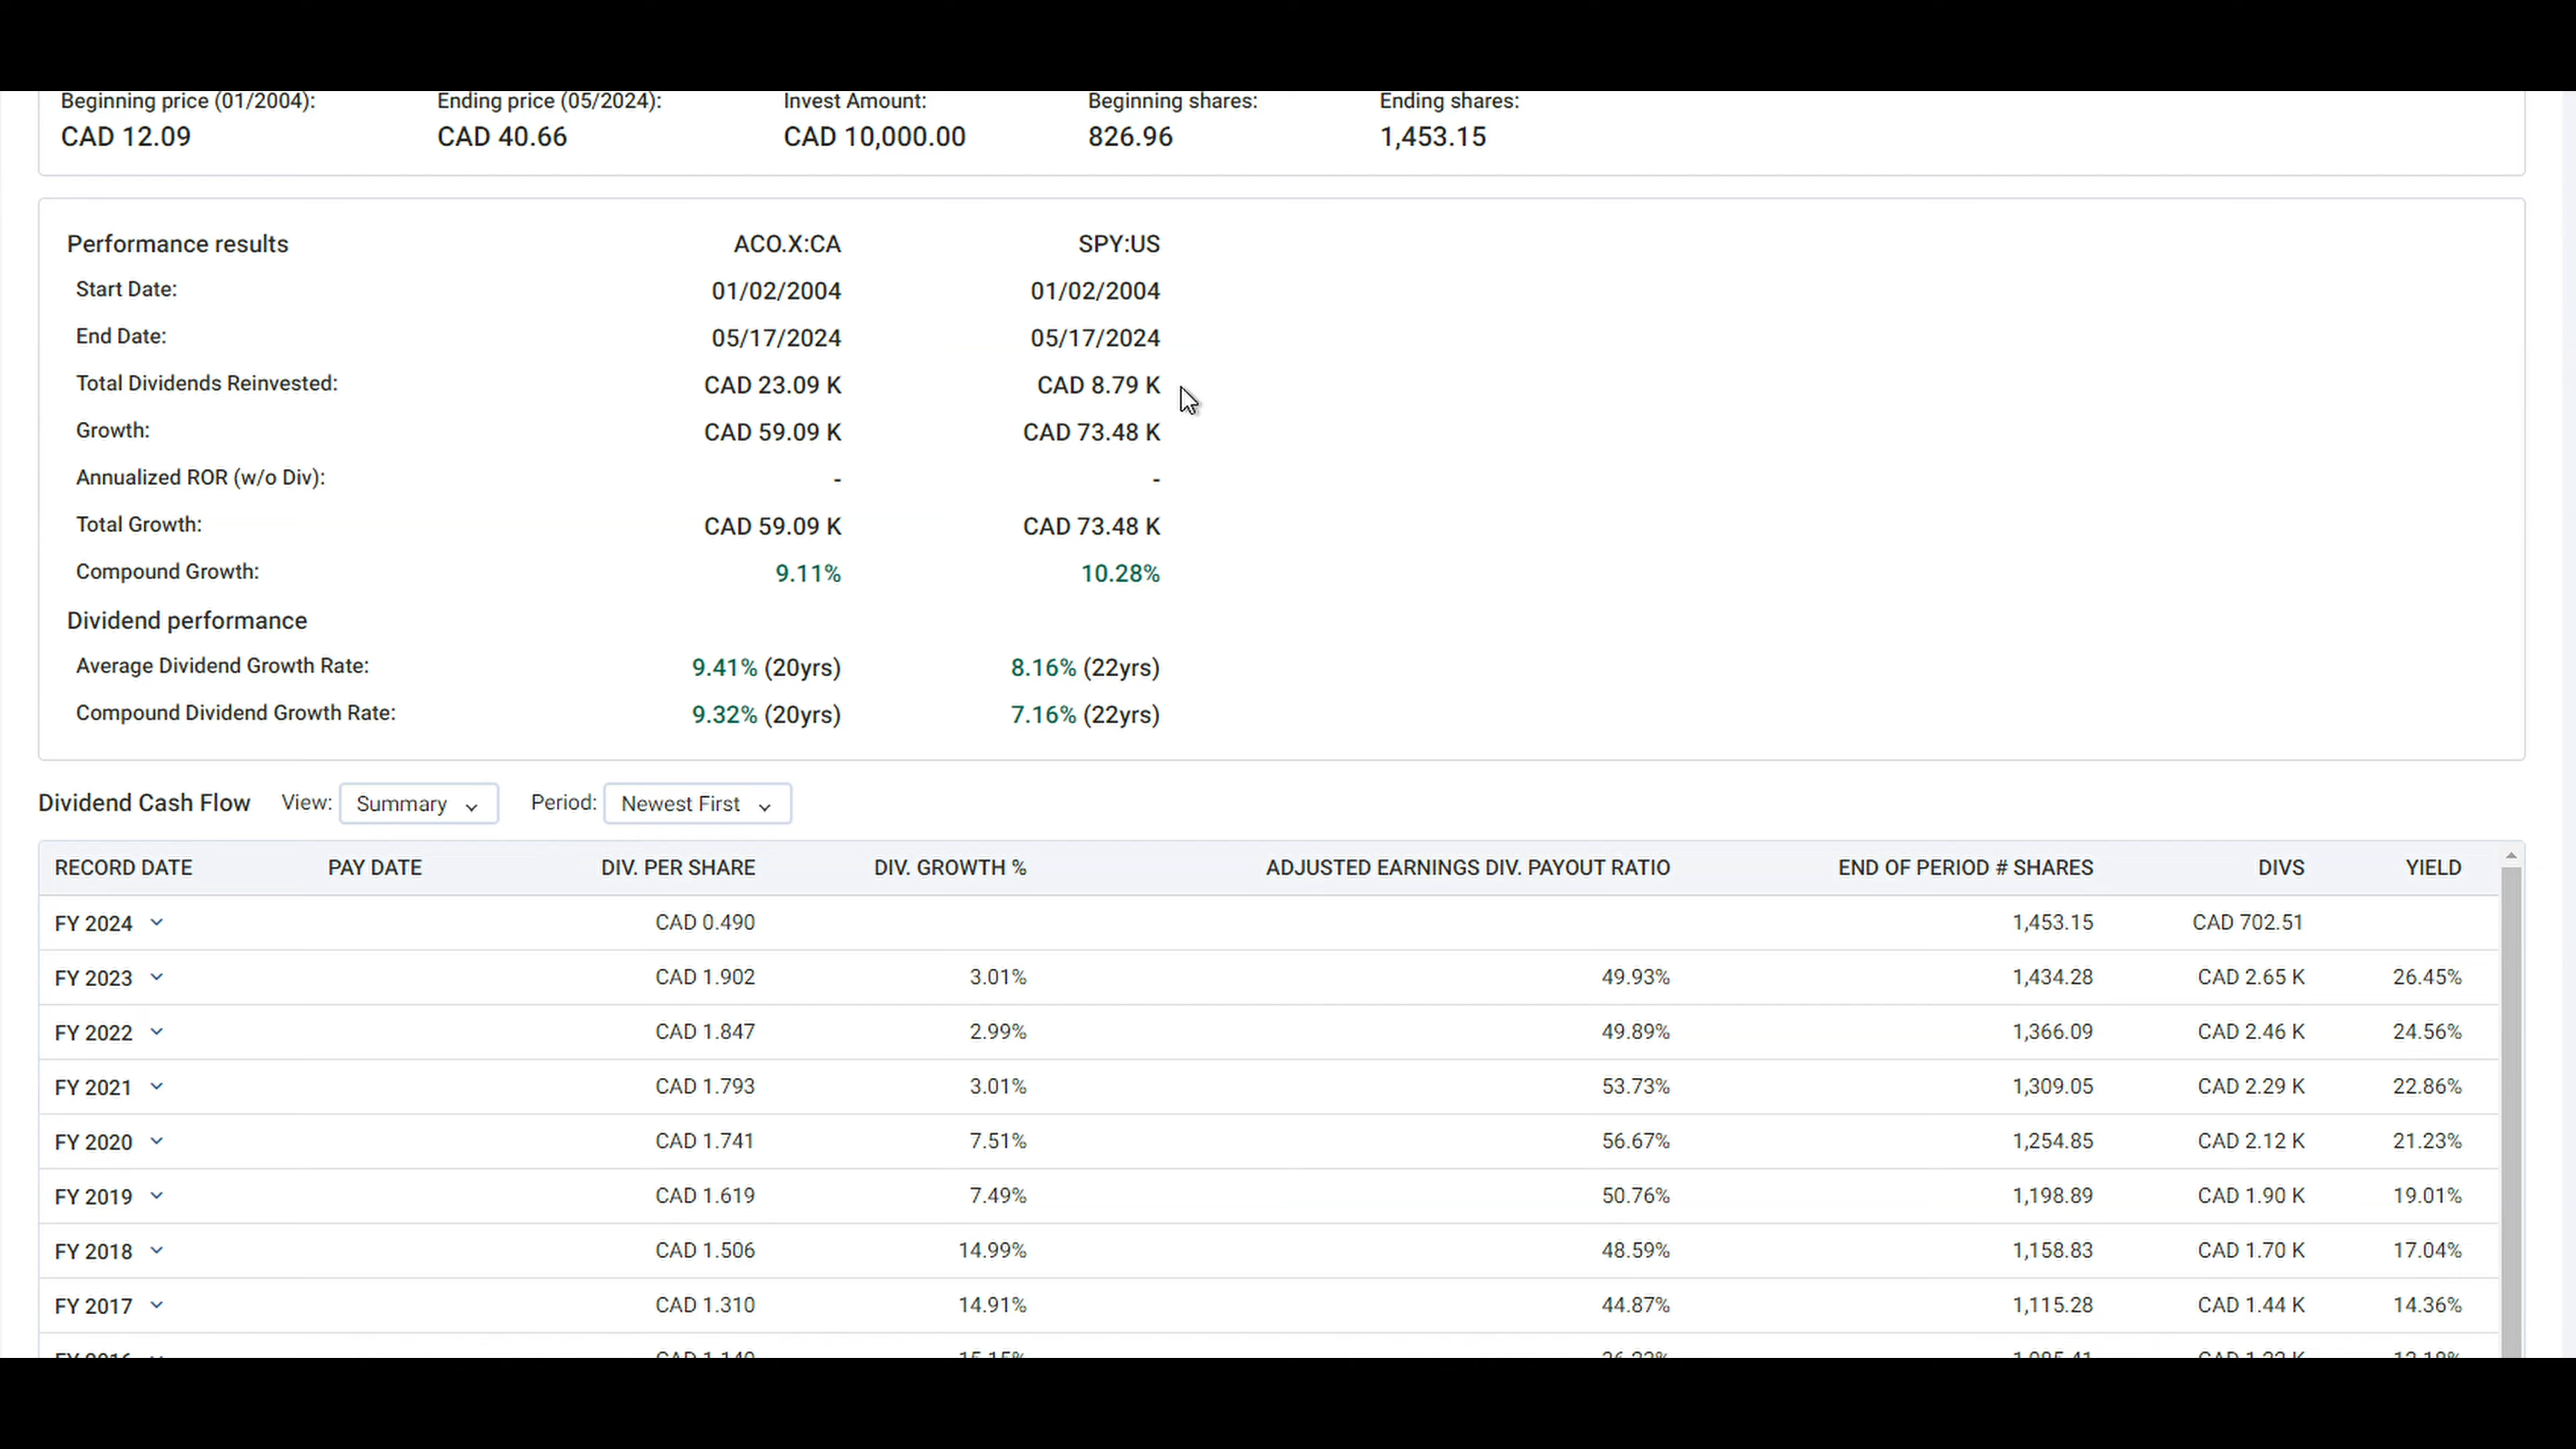 Beginning price (01/2004): Ending price (05/2024): Invest Amount: Beginning shares: Ending shares:
CAD 12.09 CAD 40.66 CAD 10,000.00 826.96 1,453.15
Performance results ACO.X:CA SPY:US
Start Date: 01/02/2004 01/02/2004
End Date: 05/17/2024 05/17/2024
Total Dividends Reinvested: CAD 23.09 K CAD 8.79 K
Growth: CAD 59.09 K CAD 73.48 K
Annualized ROR (w/o Div): - -
Total Growth: CAD 59.09 K CAD 73.48 K
Compound Growth: 9.11% 10.28%
Dividend performance
Average Dividend Growth Rate: 9.41% (20yrs) 8.16% (22yrs)
Compound Dividend Growth Rate: 9.32% (20yrs) 7.16% (22yrs)
Dividend Cash Flow View: Summary Period: Newest First
RECORD DATE PAY DATE DIV. PER SHARE DIV. GROWTH % ADJUSTED EARNINGS DIV. PAYOUT RATIO END OF PERIOD # SHARES DIVS YIELD
FY 2024 CAD 0.490 1,453.15 CAD 702.51
FY 2023 CAD 1.902 3.01% 49.93% 1,434.28 CAD 2.65 K 26.45%
FY 2022 CAD 1.847 2.99% 49.89% 1,366.09 CAD 2.46 K 24.56%
FY 2021 CAD 1.793 3.01% 53.73% 1,309.05 CAD 2.29 K 22.86%
FY 2020 CAD 1.741 7.51% 56.67% 1,254.85 CAD 2.12 K 21.23%
FY 2019 CAD 1.619 7.49% 50.76% 1,198.89 CAD 1.90 K 19.01%
FY 2018 CAD 1.506 14.99% 48.59% 1,158.83 CAD 1.70 K 17.04%
FY 2017 CAD 1.310 14.91% 44.87% 1,115.28 CAD 1.44 K 14.36%
FY 2016